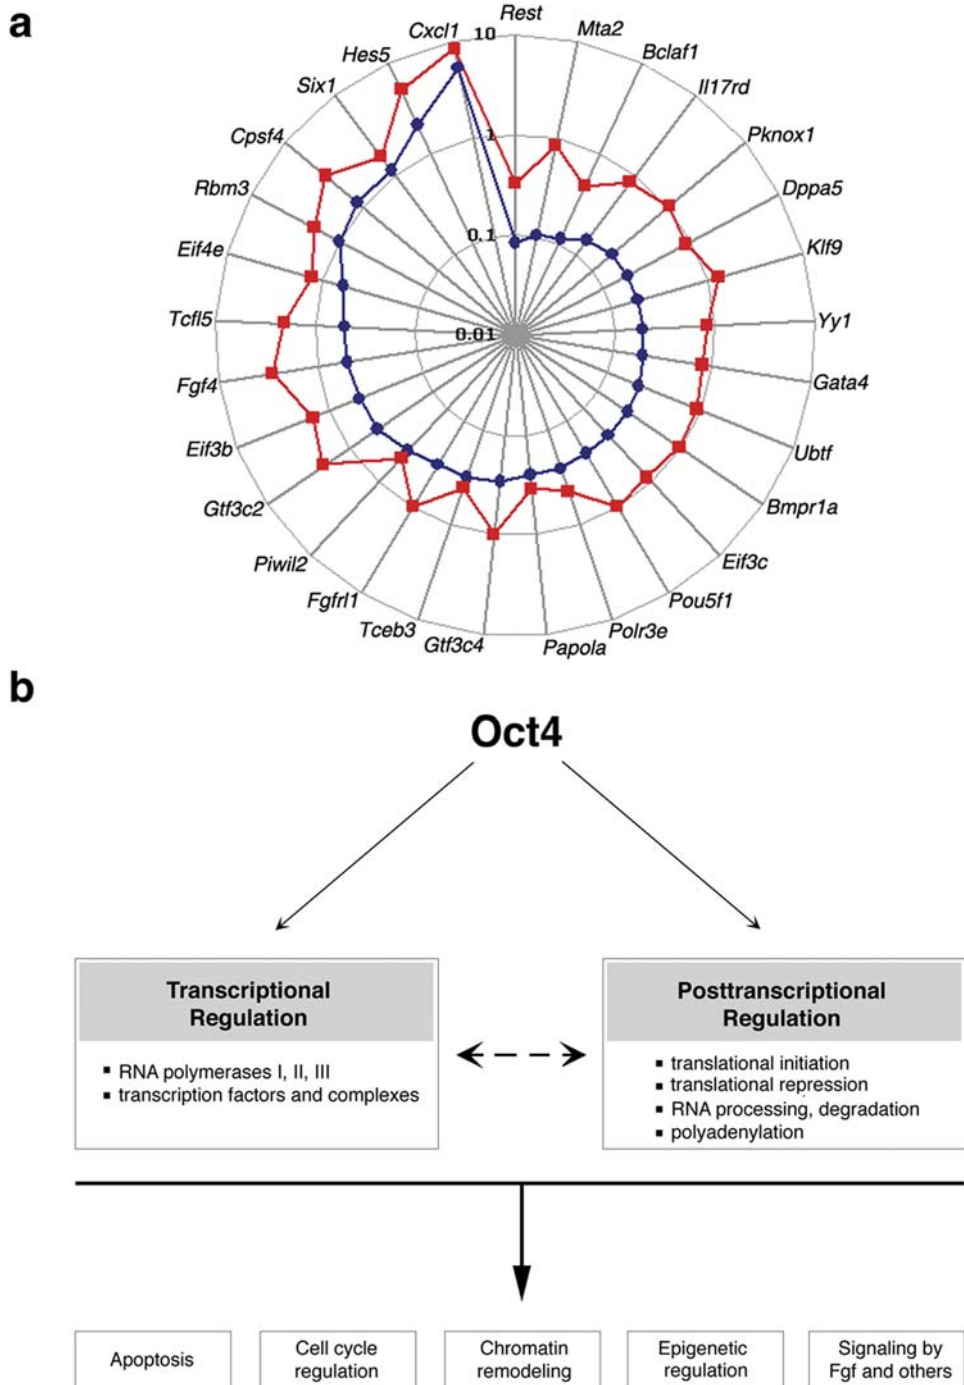 a
Rest
Mta2
Bclaf1
Il17rd
Pknox1
Dppa5
Klf9
Yy1
Gata4
Ubtf
Bmpr1a
Eif3c
Pou5f1
Polr3e
Papola
Gtf3c4
Tceb3
Fgfrl1
Piwil2
Gtf3c2
Eif3b
Fgf4
Tcfl5
Eif4e
Rbm3
Cpsf4
Six1
Hes5
Cxcl1
10
1
0.1
0.01
b
Oct4
Transcriptional
Regulation
▪ RNA polymerases I, II, III
▪ transcription factors and complexes
Posttranscriptional
Regulation
▪ translational initiation
▪ translational repression
▪ RNA processing, degradation
▪ polyadenylation
Apoptosis
Cell cycle
regulation
Chromatin
remodeling
Epigenetic
regulation
Signaling by
Fgf and others